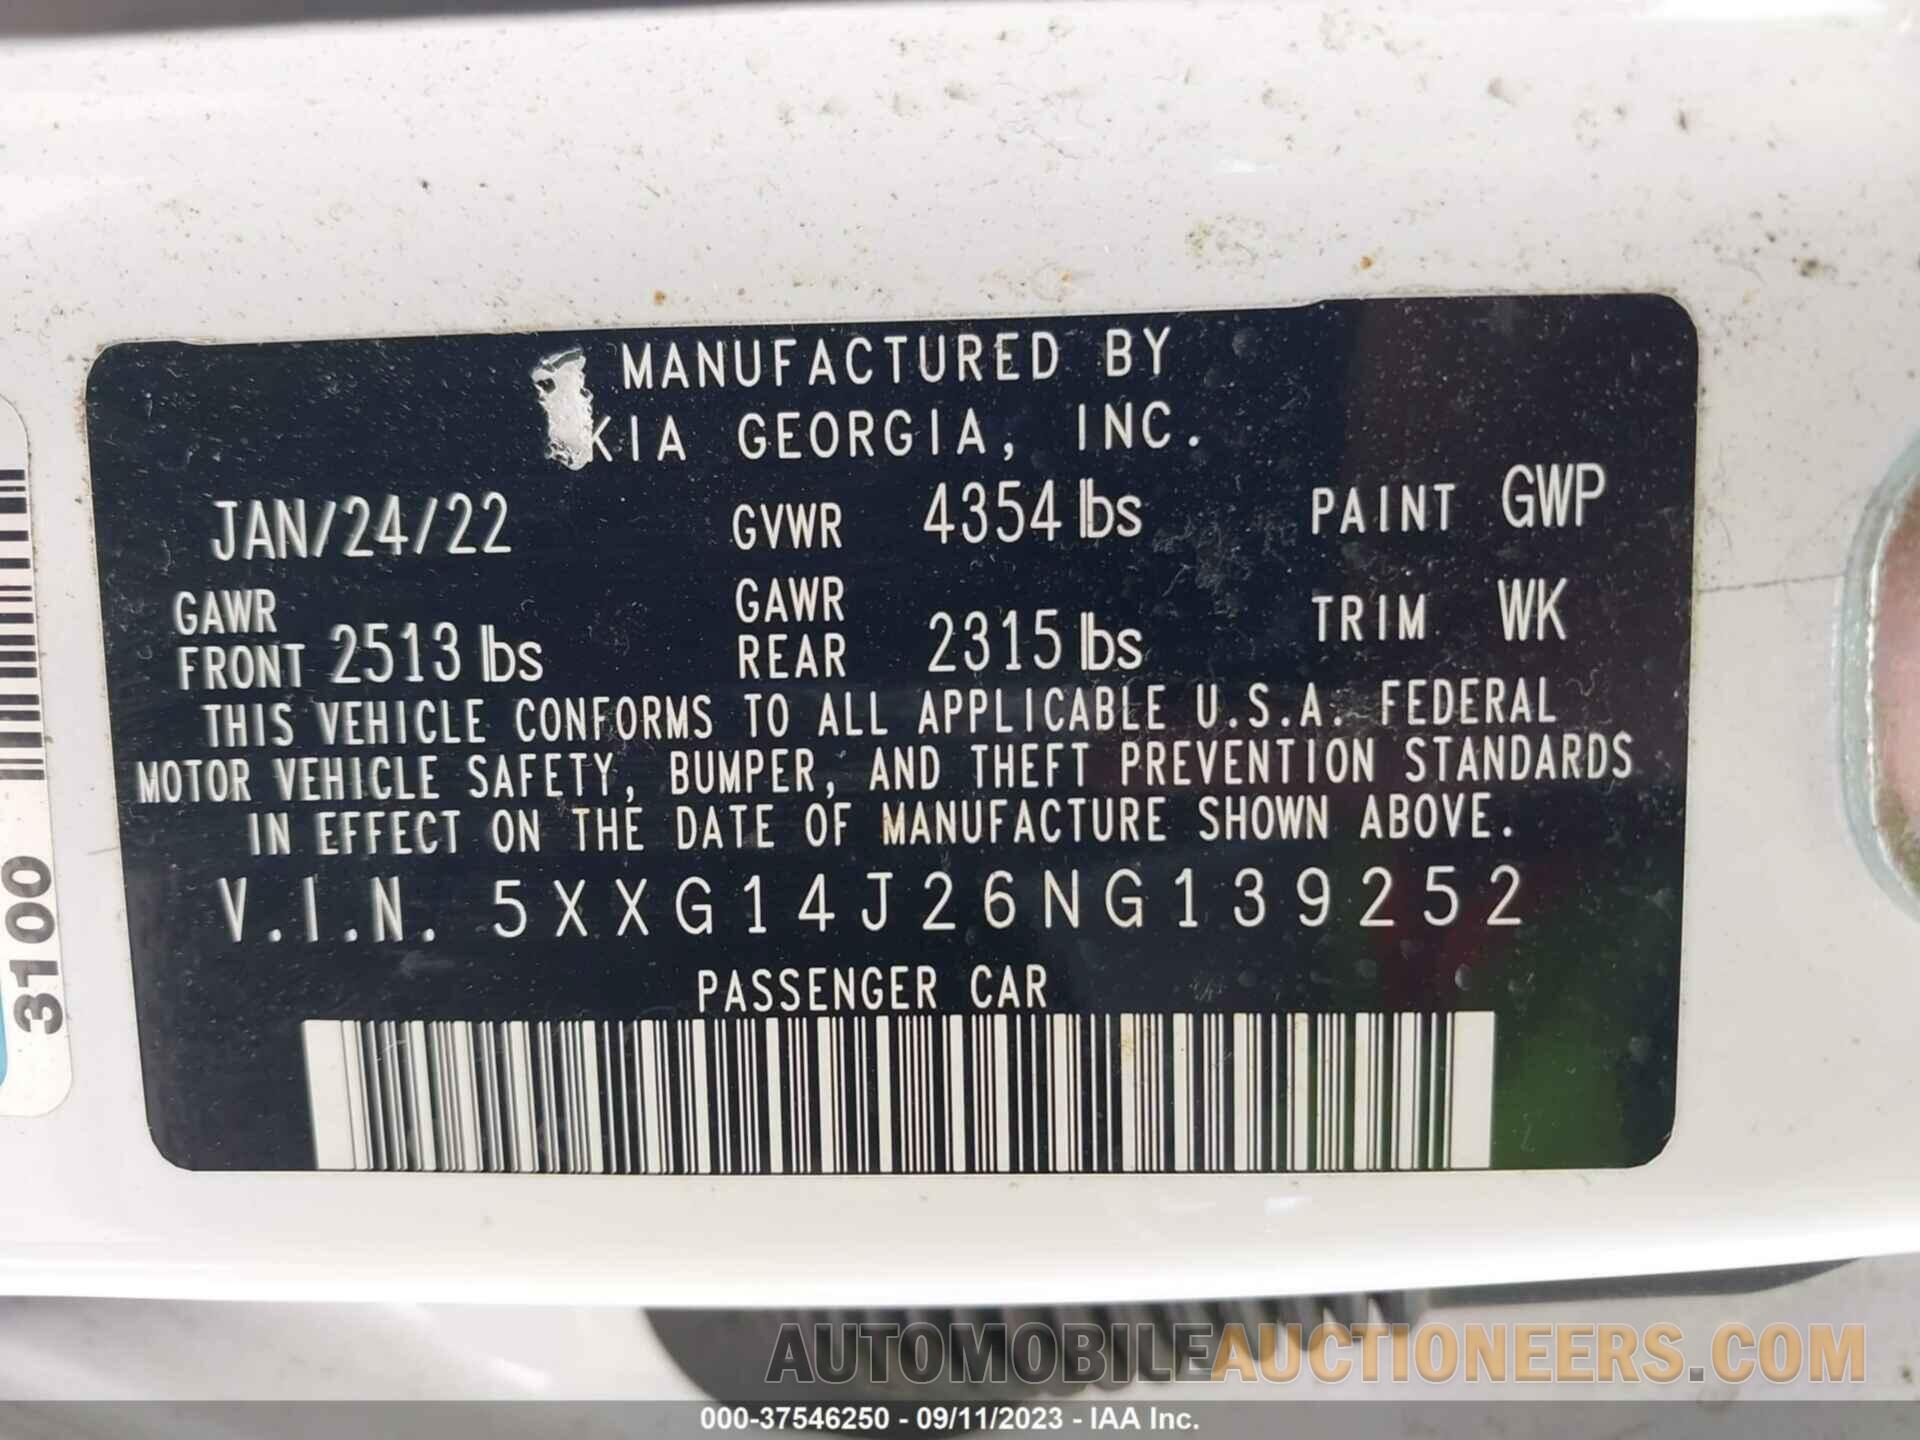 MANUFACTURED BY
KIA GEORGIA, INC.
JAN/24/22 GVWR 4354 lbs PAINT GWP
GAWR FRONT 2513 lbs GAWR REAR 2315 lbs TRIM WK
THIS VEHICLE CONFORMS TO ALL APPLICABLE U.S.A. FEDERAL
MOTOR VEHICLE SAFETY, BUMPER, AND THEFT PREVENTION STANDARDS
IN EFFECT ON THE DATE OF MANUFACTURE SHOWN ABOVE.
V.I.N. 5XXG14J26NG139252
PASSENGER CAR
3100
AUTOMOBILEAUCTIONEERS.COM
000-37546250 - 09/11/2023 - IAA Inc.